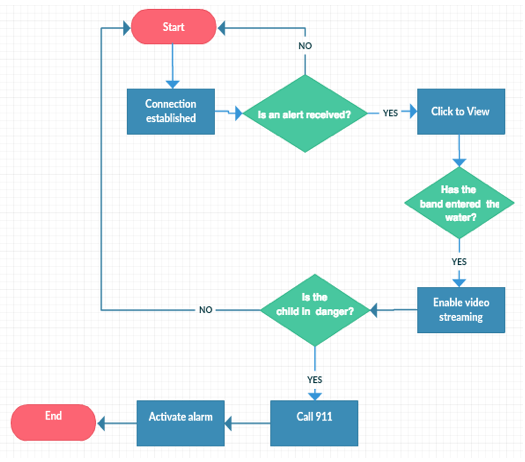 Start
NO
Connection
established
Is an alert received?
YES
Click to View
Has the
band entered the
water?
YES
Enable video
streaming
Is the
child in danger?
NO
YES
End
Activate alarm
Call 911